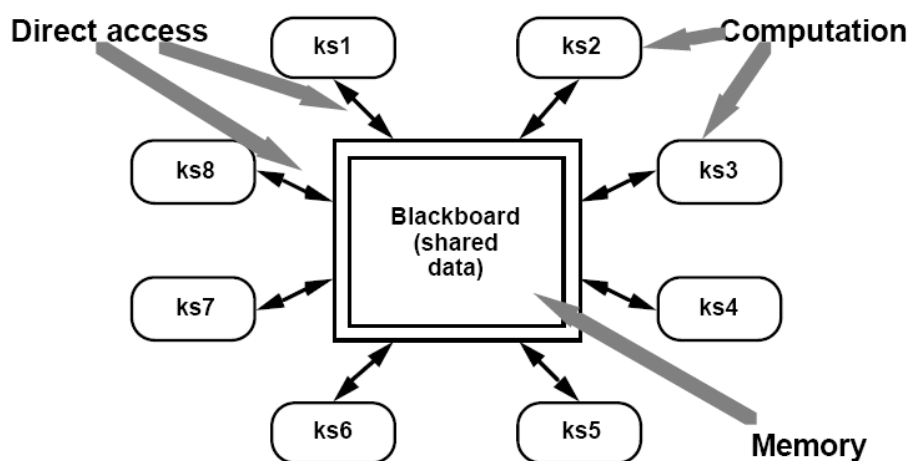 Direct access
ks1
ks2
Computation
ks8
ks3
Blackboard
(shared
data)
ks7
ks4
ks6
ks5
Memory